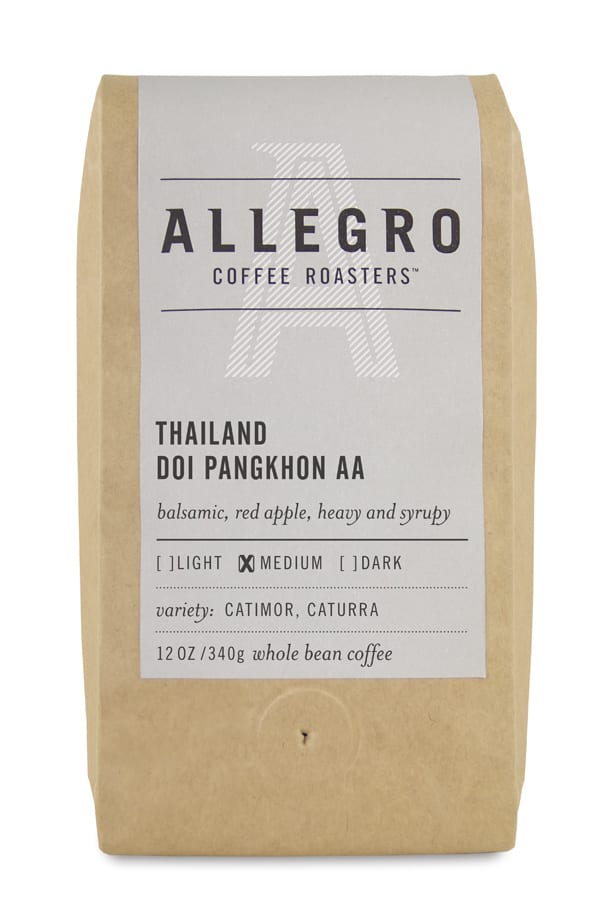 ALLEGRO
COFFEE ROASTERS™
THAILAND
DOI PANGKHON AA
balsamic, red apple, heavy and syrupy
[ ]LIGHT [X]MEDIUM [ ]DARK
variety: CATIMOR, CATURRA
12 OZ/340g whole bean coffee